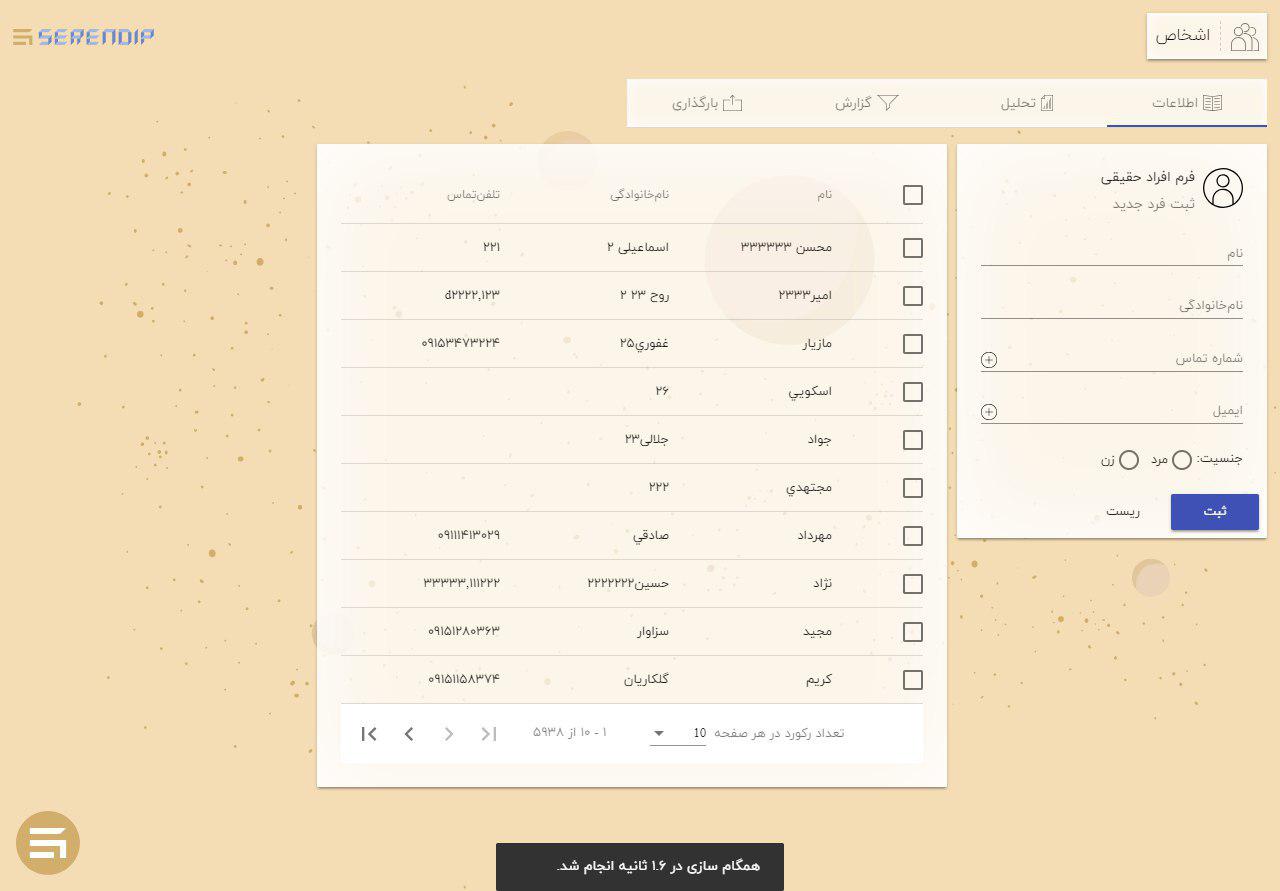 اشخاص
SERENDIP
اطلاعات
تحلیل
گزارش
بارگذاری
فرم افراد حقیقی
ثبت فرد جدید
نام
نام‌خانوادگی
شماره تماس
ایمیل
جنسیت: مرد زن
ثبت ریست
نام نام‌خانوادگی تلفن‌تماس
محسن ۳۳۳۳۳۳ اسماعیلی ۲ ۲۲۱
امیر۲۳۳۳ روح ۲۳ ۲ d۲۲۲۲,۱۲۳
مازیار غفوري۲۵ ۰۹۱۵۳۴۷۳۲۲۴
اسکویي ۲۶
جواد جلالی۲۳
مجتهدي ۲۲۲
مهرداد صادقي ۰۹۱۱۱۴۱۳۰۲۹
نژاد حسین۲۲۲۲۲۲۲ ۳۳۳۳۳,۱۱۱۲۲۲
مجید سزاوار ۰۹۱۵۱۲۸۰۳۶۳
کریم گلکاریان ۰۹۱۵۱۱۵۸۳۷۴
تعداد رکورد در هر صفحه 10 ۱ - ۱۰ از ۵۹۳۸
همگام سازی در ۱.۶ ثانیه انجام شد.